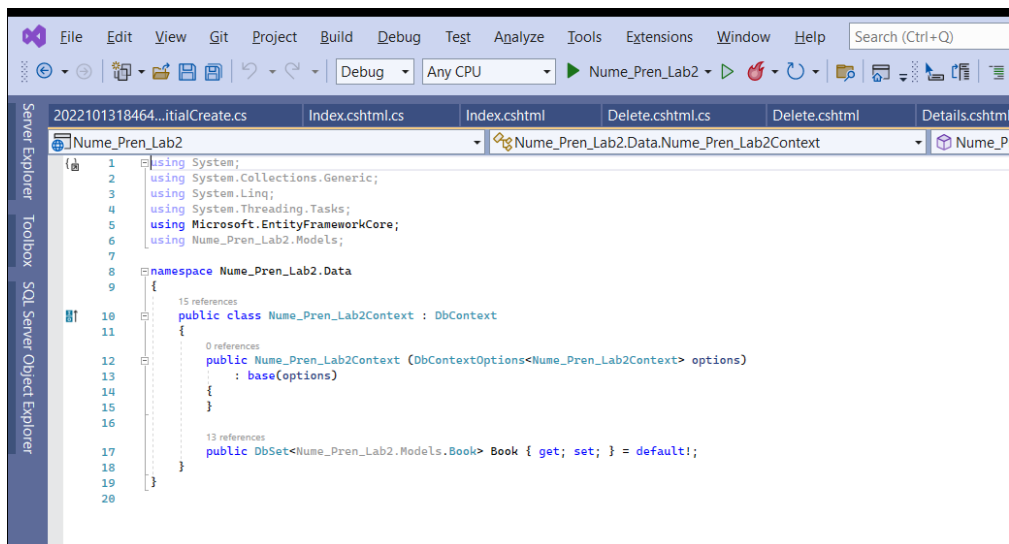 File Edit View Git Project Build Debug Test Analyze Tools Extensions Window Help Search (Ctrl+Q)
Debug Any CPU Nume_Pren_Lab2
Server Explorer
Toolbox
SQL Server Object Explorer
2022101318464...itialCreate.cs Index.cshtml.cs Index.cshtml Delete.cshtml.cs Delete.cshtml Details.cshtml
Nume_Pren_Lab2 Nume_Pren_Lab2.Data.Nume_Pren_Lab2Context Nume_P
1 using System;
2 using System.Collections.Generic;
3 using System.Linq;
4 using System.Threading.Tasks;
5 using Microsoft.EntityFrameworkCore;
6 using Nume_Pren_Lab2.Models;
7
8 namespace Nume_Pren_Lab2.Data
9 {
15 references
10 public class Nume_Pren_Lab2Context : DbContext
11 {
0 references
12 public Nume_Pren_Lab2Context (DbContextOptions<Nume_Pren_Lab2Context> options)
13 : base(options)
14 {
15 }
16
13 references
17 public DbSet<Nume_Pren_Lab2.Models.Book> Book { get; set; } = default!;
18 }
19 }
20